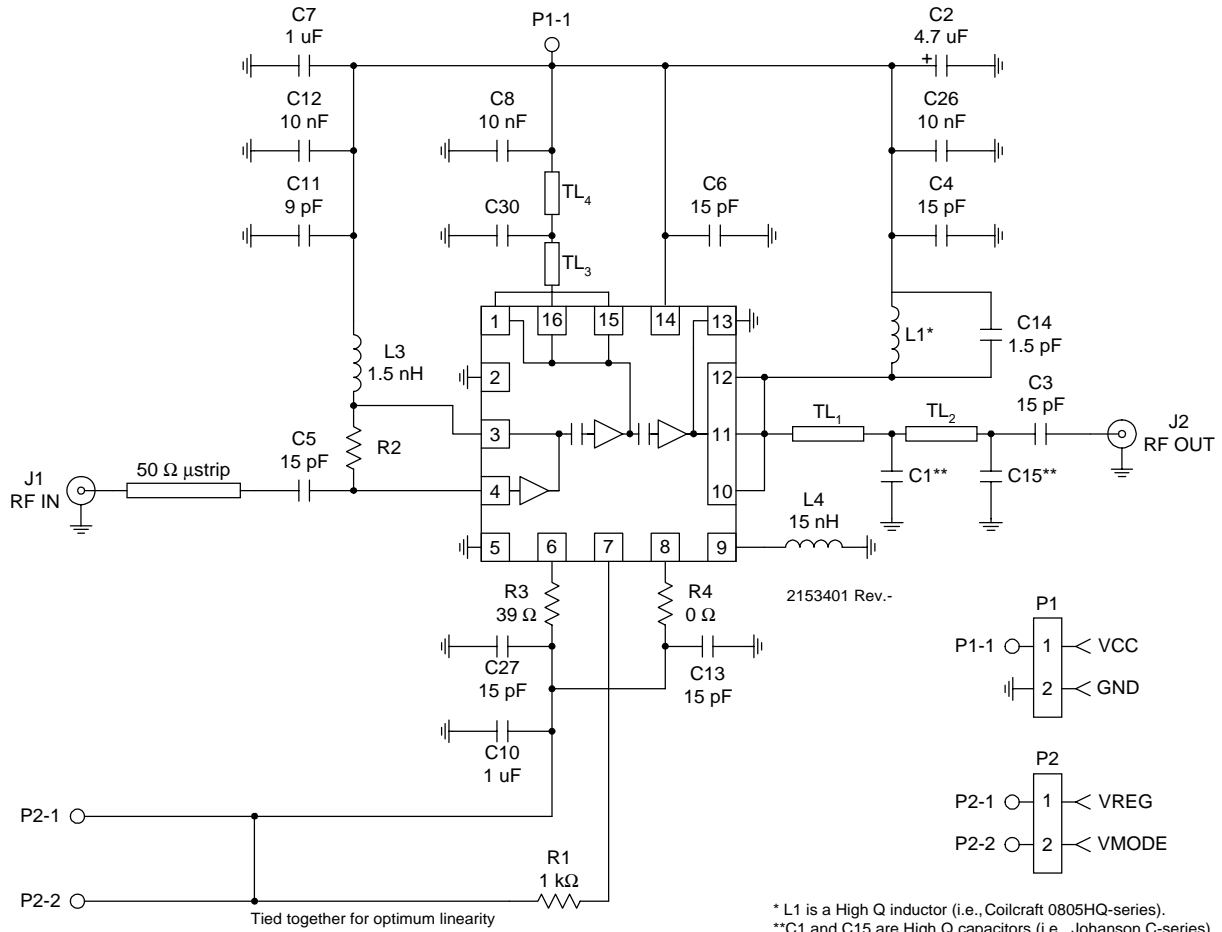 C7
1 uF
P1-1
C2
4.7 uF
+
C12
10 nF
C8
10 nF
C26
10 nF
C11
9 pF
C30
TL4
C6
15 pF
C4
15 pF
TL3
1
16
15
14
13
L1*
C14
1.5 pF
L3
1.5 nH
2
12
C3
15 pF
3
11
TL1
TL2
J2
RF OUT
R2
C5
15 pF
J1
RF IN
50 Ω µstrip
4
10
C1**
C15**
L4
15 nH
5
6
7
8
9
R3
39 Ω
R4
0 Ω
2153401 Rev.-
C27
15 pF
C13
15 pF
P1
P1-1
1
VCC
2
GND
C10
1 uF
P2
P2-1
P2-1
1
VREG
P2-2
2
VMODE
R1
1 kΩ
P2-2
Tied together for optimum linearity
* L1 is a High Q inductor (i.e., Coilcraft 0805HQ-series).
**C1 and C15 are High Q capacitors (i.e., Johanson C-series).